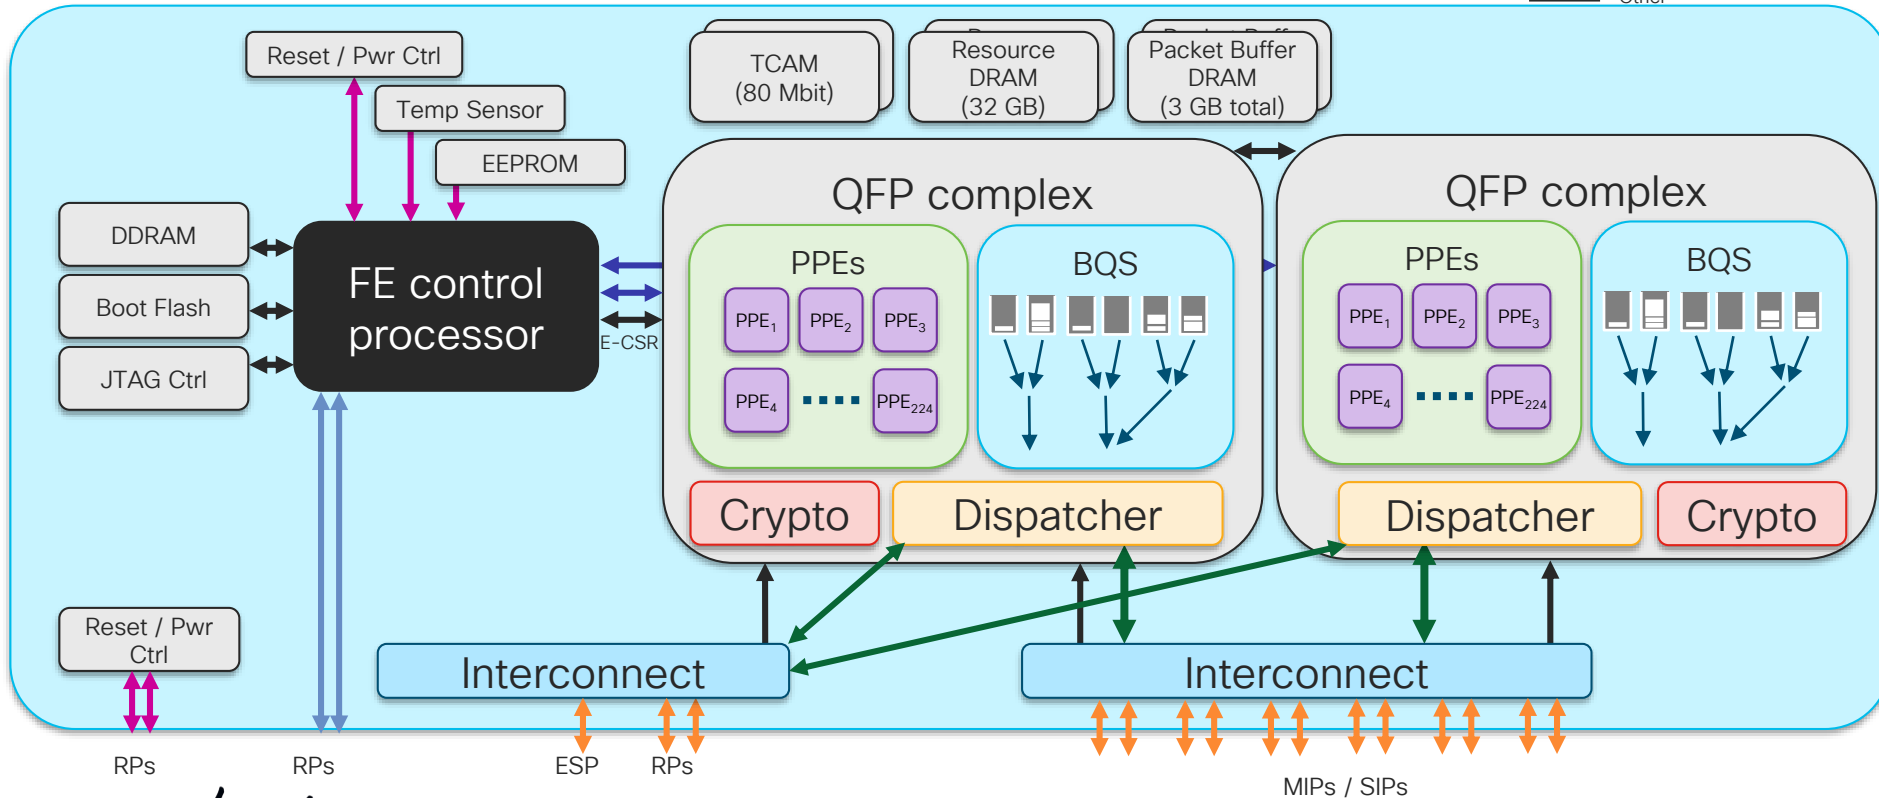 Other
Reset / Pwr Ctrl
Temp Sensor
EEPROM
TCAM
(80 Mbit)
Resource
DRAM
(32 GB)
Packet Buffer
DRAM
(3 GB total)
DDRAM
Boot Flash
JTAG Ctrl
FE control
processor
E-CSR
QFP complex
PPEs
PPE1 PPE2 PPE3
PPE4 PPE224
BQS
Crypto
Dispatcher
QFP complex
PPEs
PPE1 PPE2 PPE3
PPE4 PPE224
BQS
Dispatcher
Crypto
Reset / Pwr
Ctrl
Interconnect
Interconnect
RPs
RPs
ESP
RPs
MIPs / SIPs